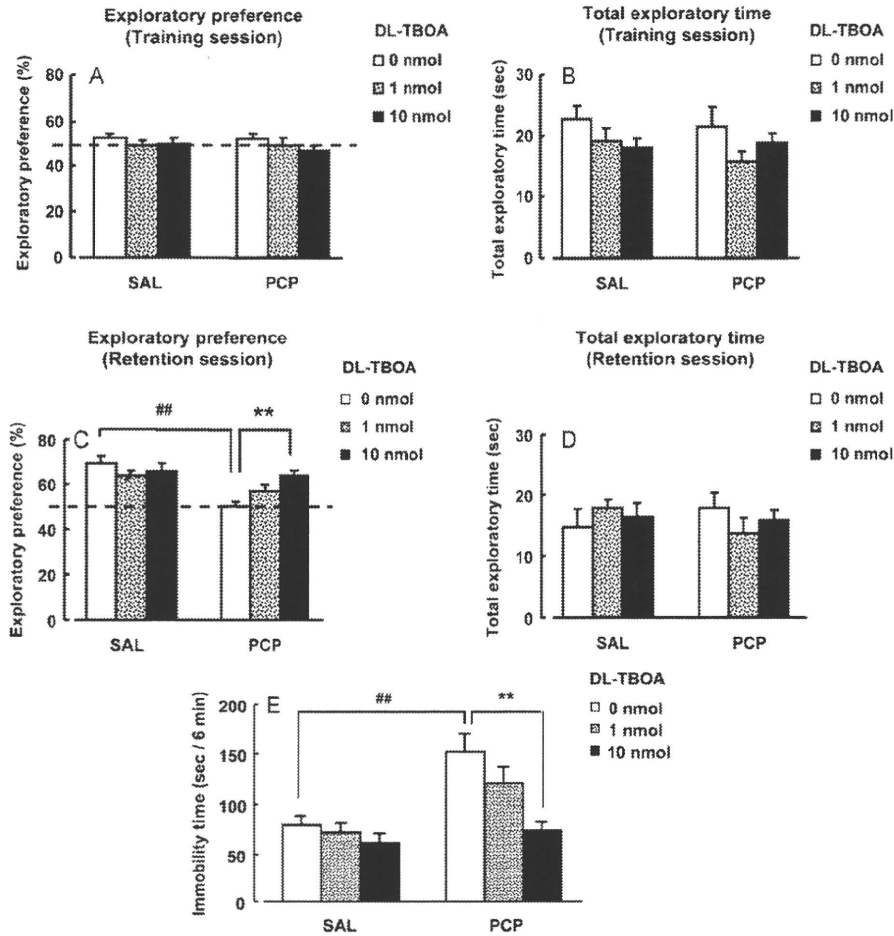 Exploratory preference
(Training session)
DL-TBOA
0 nmol
1 nmol
10 nmol
A
Exploratory preference (%)
80
60
40
20
0
SAL
PCP
Total exploratory time
(Training session)
DL-TBOA
0 nmol
1 nmol
10 nmol
B
Total exploratory time (sec)
30
20
10
0
SAL
PCP
Exploratory preference
(Retention session)
DL-TBOA
0 nmol
1 nmol
10 nmol
##
**
C
Exploratory preference (%)
80
60
40
20
0
SAL
PCP
Total exploratory time
(Retention session)
DL-TBOA
0 nmol
1 nmol
10 nmol
D
Total exploratory time (sec)
30
20
10
0
SAL
PCP
DL-TBOA
0 nmol
1 nmol
10 nmol
E
##
**
Immobility time (sec / 6 min)
200
150
100
50
0
SAL
PCP